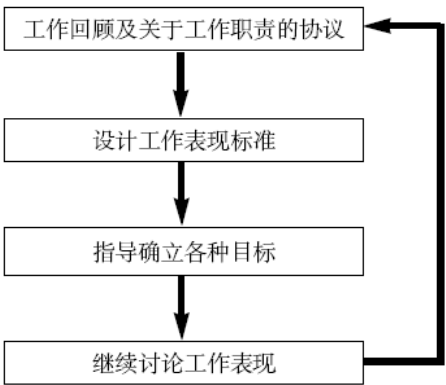 工作回顾及关于工作职责的协议
设计工作表现标准
指导确立各种目标
继续讨论工作表现